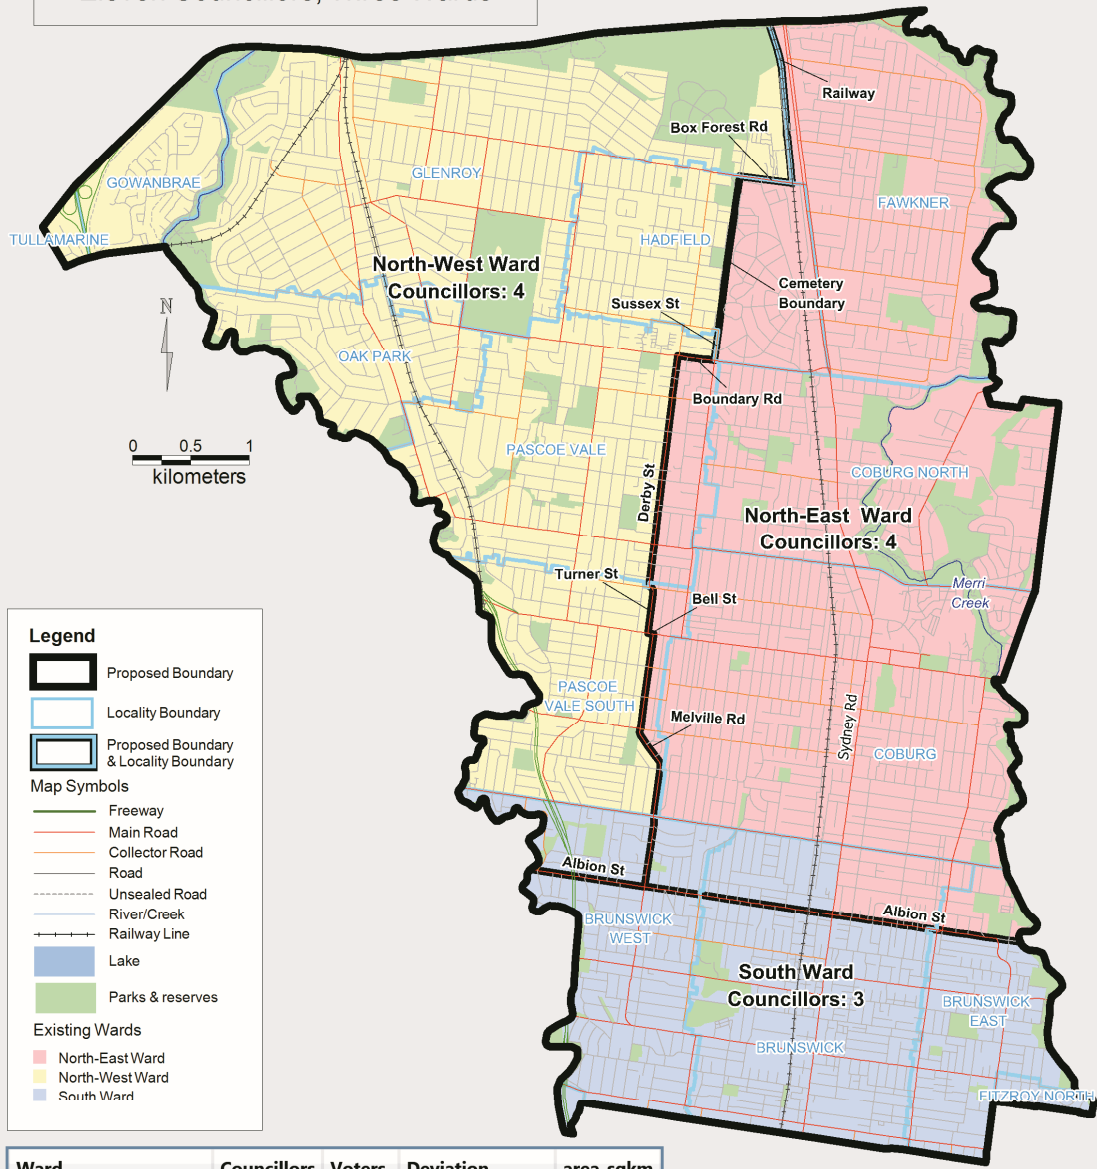 Railway
Box Forest Rd
GLENROY
GOWANBRAE
FAWKNER
TULLAMARINE
HADFIELD
North-West Ward
Councillors: 4
Cemetery
Boundary
Sussex St
N
OAK PARK
Boundary Rd
0 0.5 1
kilometers
PASCOE VALE
COBURG NORTH
Derby St
North-East Ward
Councillors: 4
Turner St
Merri
Creek
Bell St
PASCOE
VALE SOUTH
Melville Rd
Sydney Rd
COBURG
Albion St
Albion St
BRUNSWICK
WEST
South Ward
Councillors: 3
BRUNSWICK
EAST
BRUNSWICK
FITZROY NORTH
Legend
Proposed Boundary
Locality Boundary
Proposed Boundary
& Locality Boundary
Map Symbols
Freeway
Main Road
Collector Road
Road
Unsealed Road
River/Creek
Railway Line
Lake
Parks & reserves
Existing Wards
North-East Ward
North-West Ward
South Ward
Ward Councillors Voters Deviation area sqkm